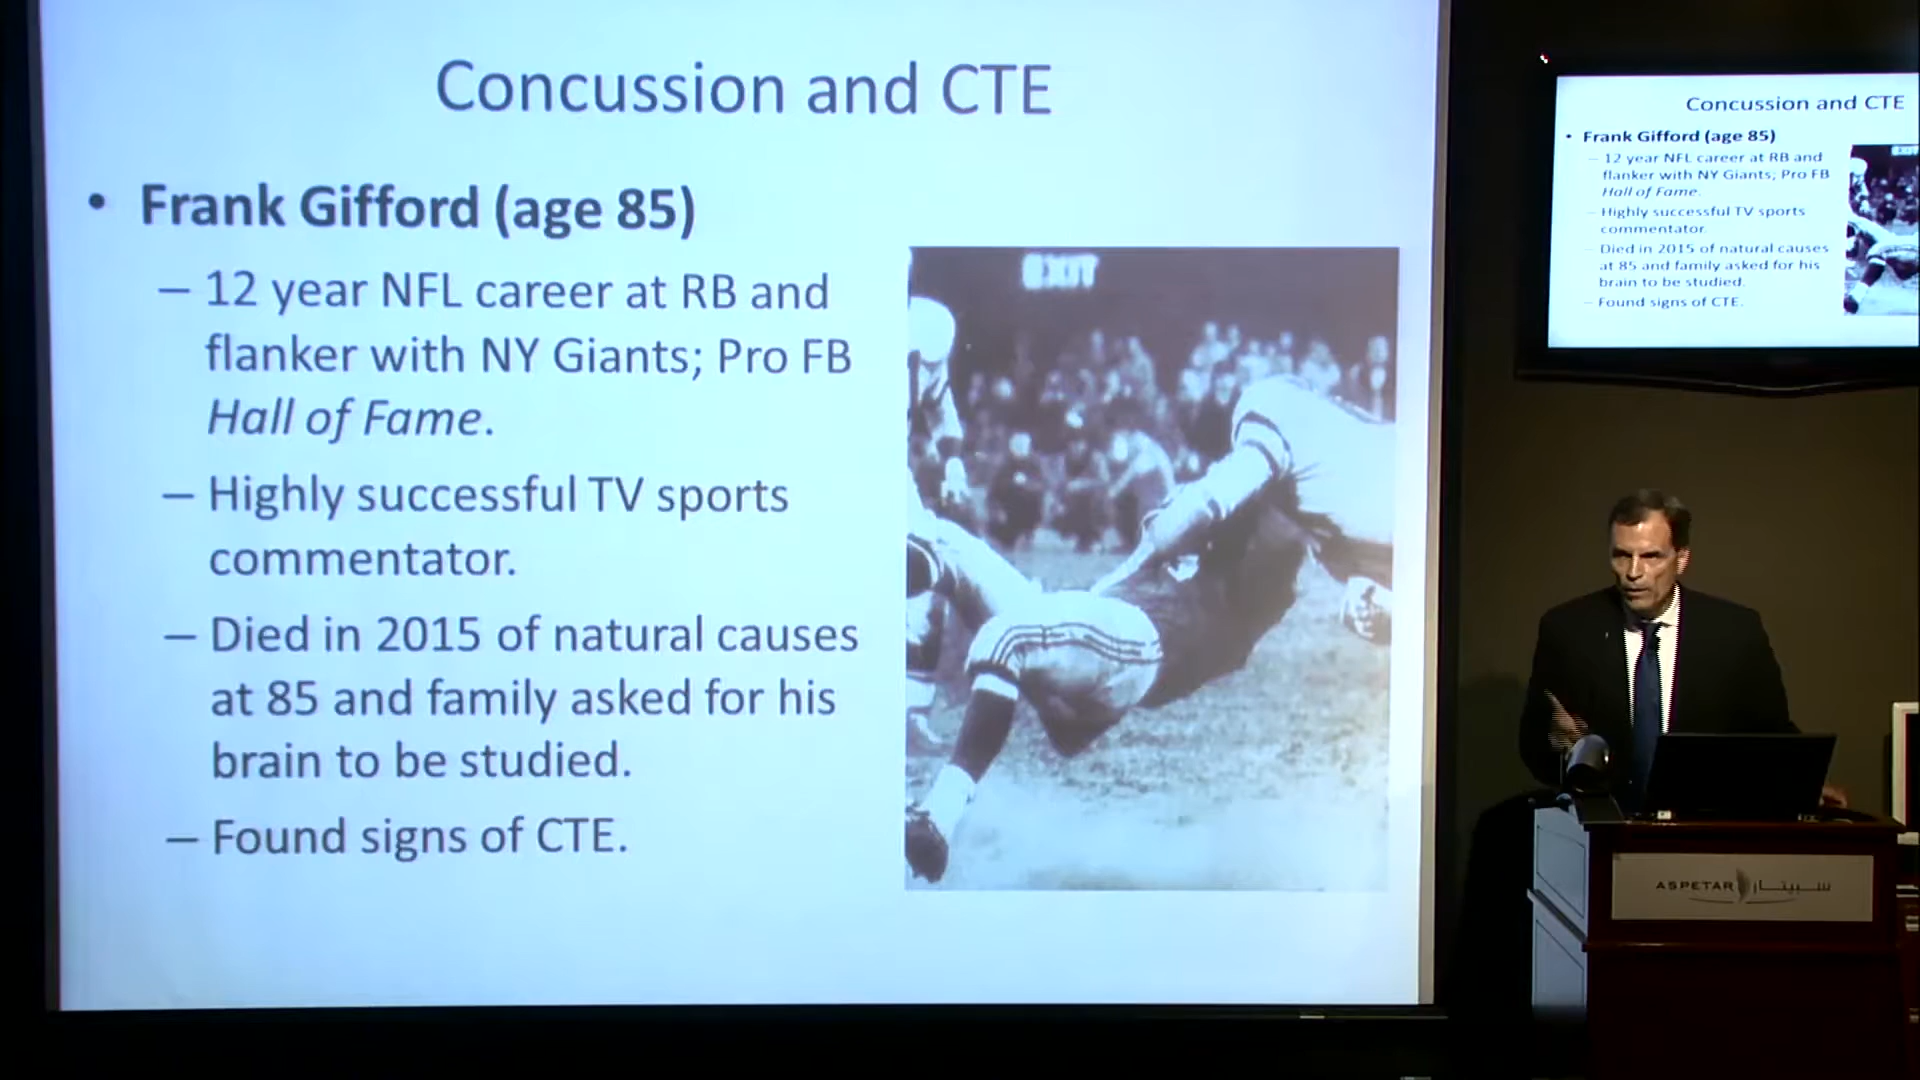 Concussion and CTE
• Frank Gifford (age 85)
– 12 year NFL career at RB and
flanker with NY Giants; Pro FB
Hall of Fame.
– Highly successful TV sports
commentator.
– Died in 2015 of natural causes
at 85 and family asked for his
brain to be studied.
– Found signs of CTE.
EXIT
Concussion and CTE
• Frank Gifford (age 85)
– 12 year NFL career at RB and
flanker with NY Giants; Pro FB
Hall of Fame.
– Highly successful TV sports
commentator.
– Died in 2015 of natural causes
at 85 and family asked for his
brain to be studied.
– Found signs of CTE.
EXIT
ASPETAR سبيتار